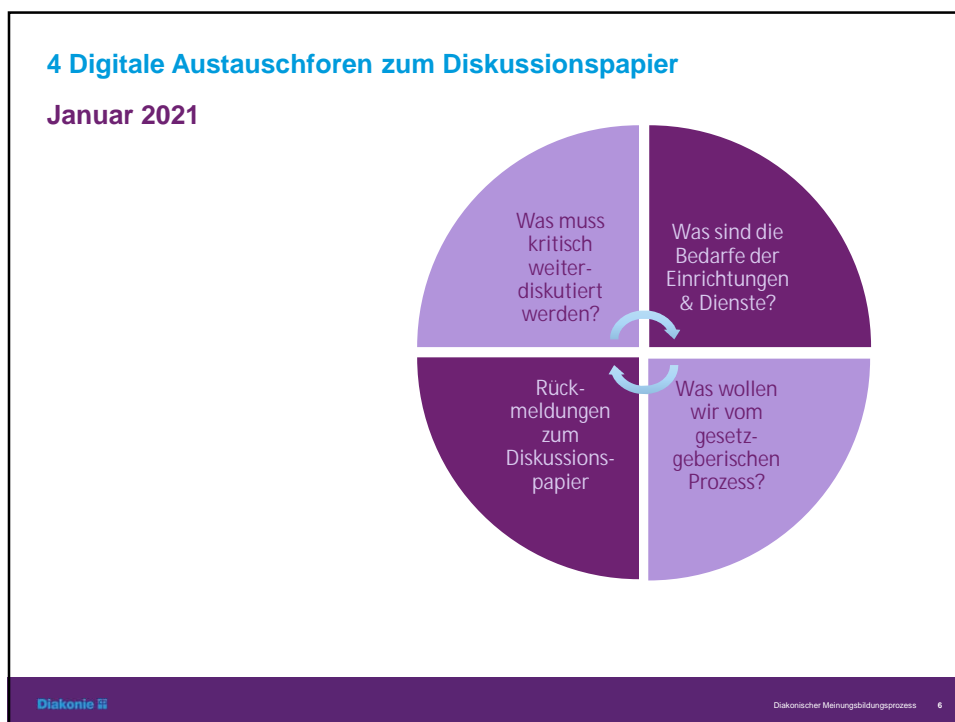 4 Digitale Austauschforen zum Diskussionspapier
Januar 2021
Was muss
kritisch
weiter-
diskutiert
werden?
Was sind die
Bedarfe der
Einrichtungen
& Dienste?
Rück-
meldungen
zum
Diskussions-
papier
Was wollen
wir vom
gesetz-
geberischen
Prozess?
Diakonie
Diakonischer Meinungsbildungsprozess 6